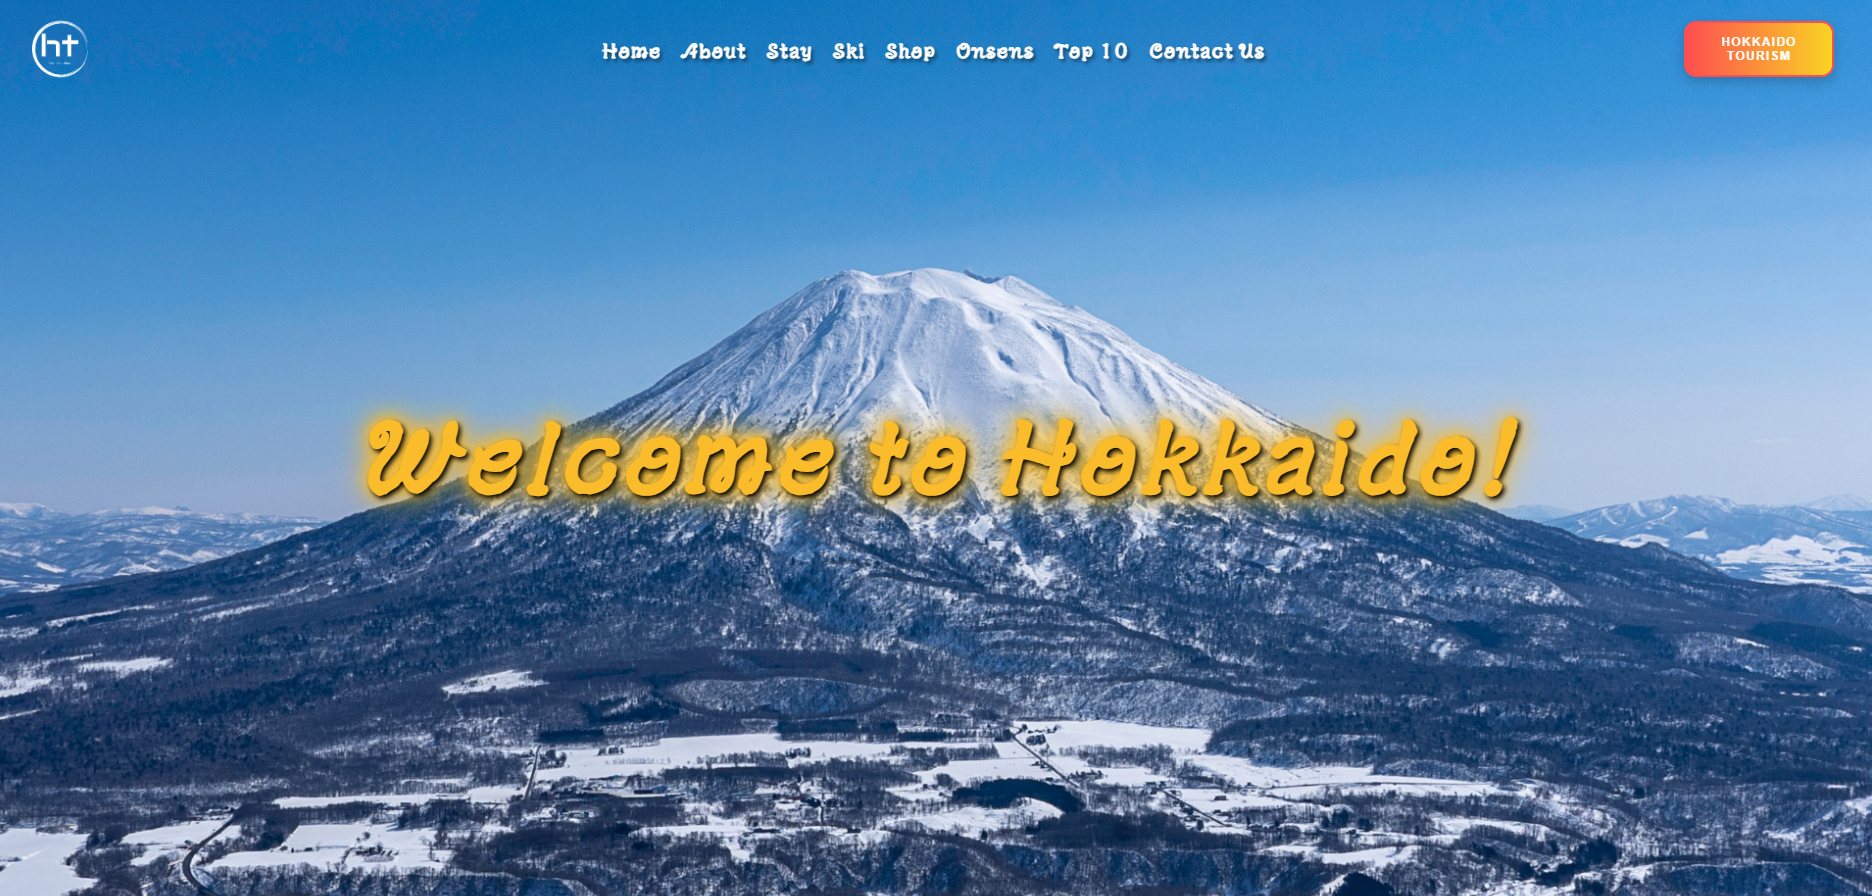 ht
Home About Stay Ski Shop Onsens Top 10 Contact Us
HOKKAIDO
TOURISM
Welcome to Hokkaido!